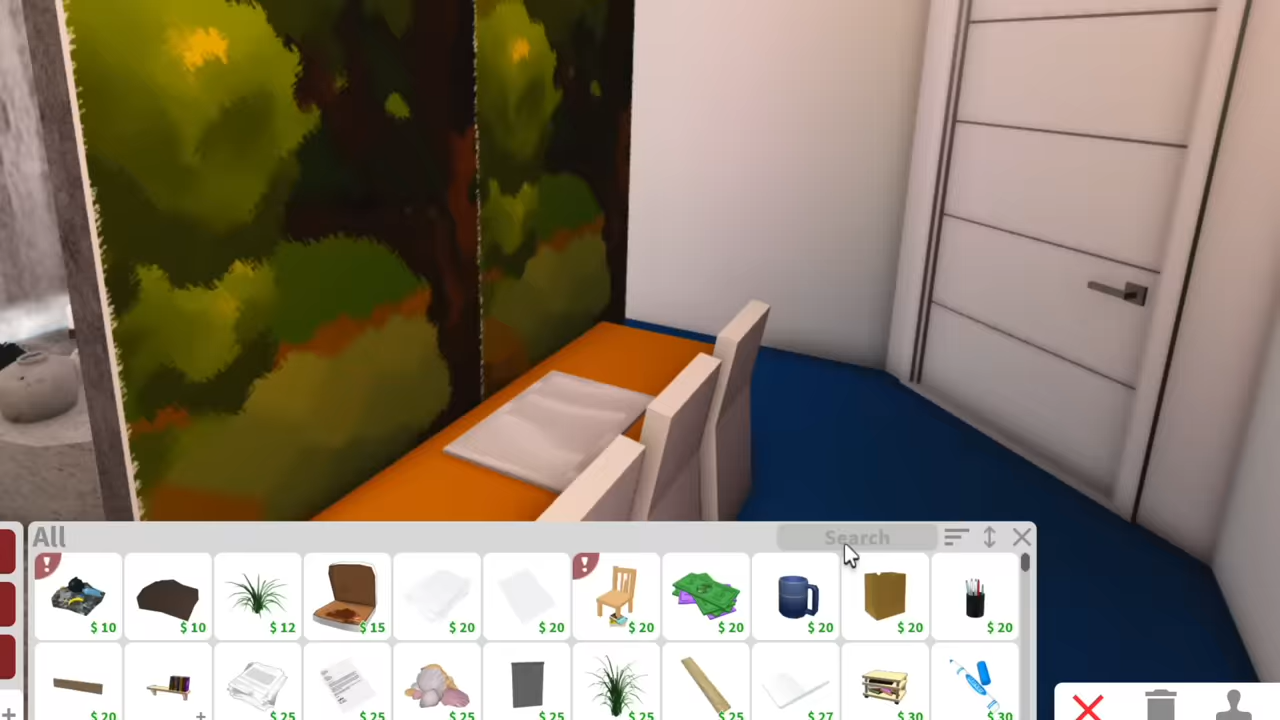 All
Search
! !
$ 10 $ 10 $ 12 $ 15 $ 20 $ 20 $ 20 $ 20 $ 20 $ 20 $ 20
$ 20 + $ 25 $ 25 $ 25 $ 25 $ 25 $ 25 $ 27 $ 30 $ 30
+